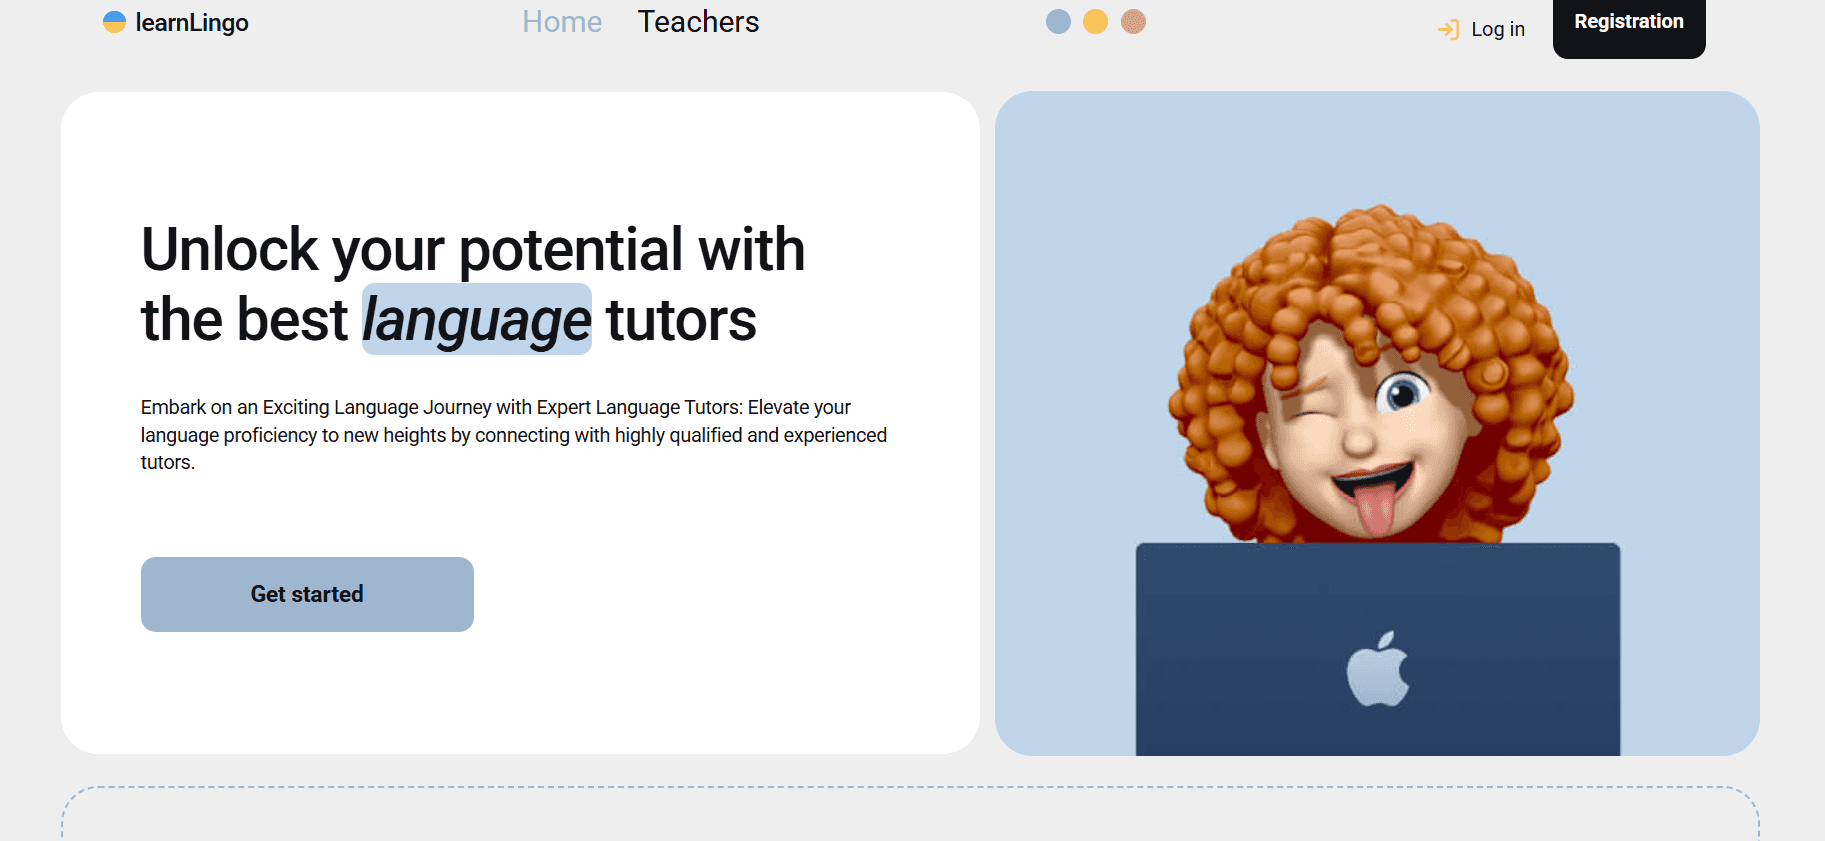 learnLingo
Home
Teachers
Log in
Registration
Unlock your potential with
the best language tutors
Embark on an Exciting Language Journey with Expert Language Tutors: Elevate your
language proficiency to new heights by connecting with highly qualified and experienced
tutors.
Get started